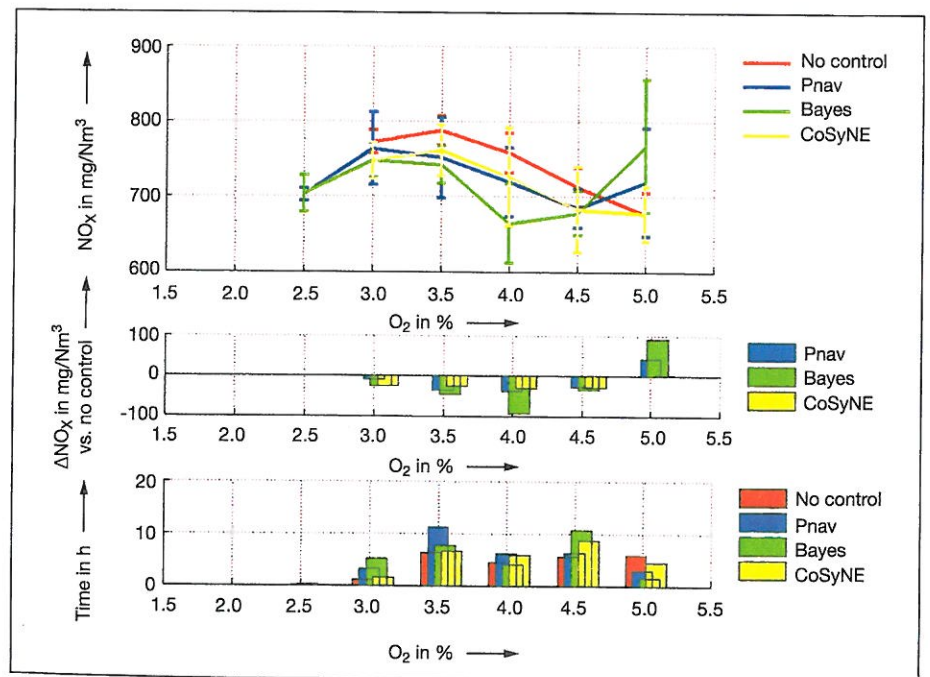 900
800
700
600
NOX in mg/Nm3
1.5 2.0 2.5 3.0 3.5 4.0 4.5 5.0 5.5
O2 in %
No control
Pnav
Bayes
CoSyNE
100
0
-100
ΔNOX in mg/Nm3
vs. no control
1.5 2.0 2.5 3.0 3.5 4.0 4.5 5.0 5.5
O2 in %
Pnav
Bayes
CoSyNE
20
10
0
Time in h
1.5 2.0 2.5 3.0 3.5 4.0 4.5 5.0 5.5
O2 in %
No control
Pnav
Bayes
CoSyNE